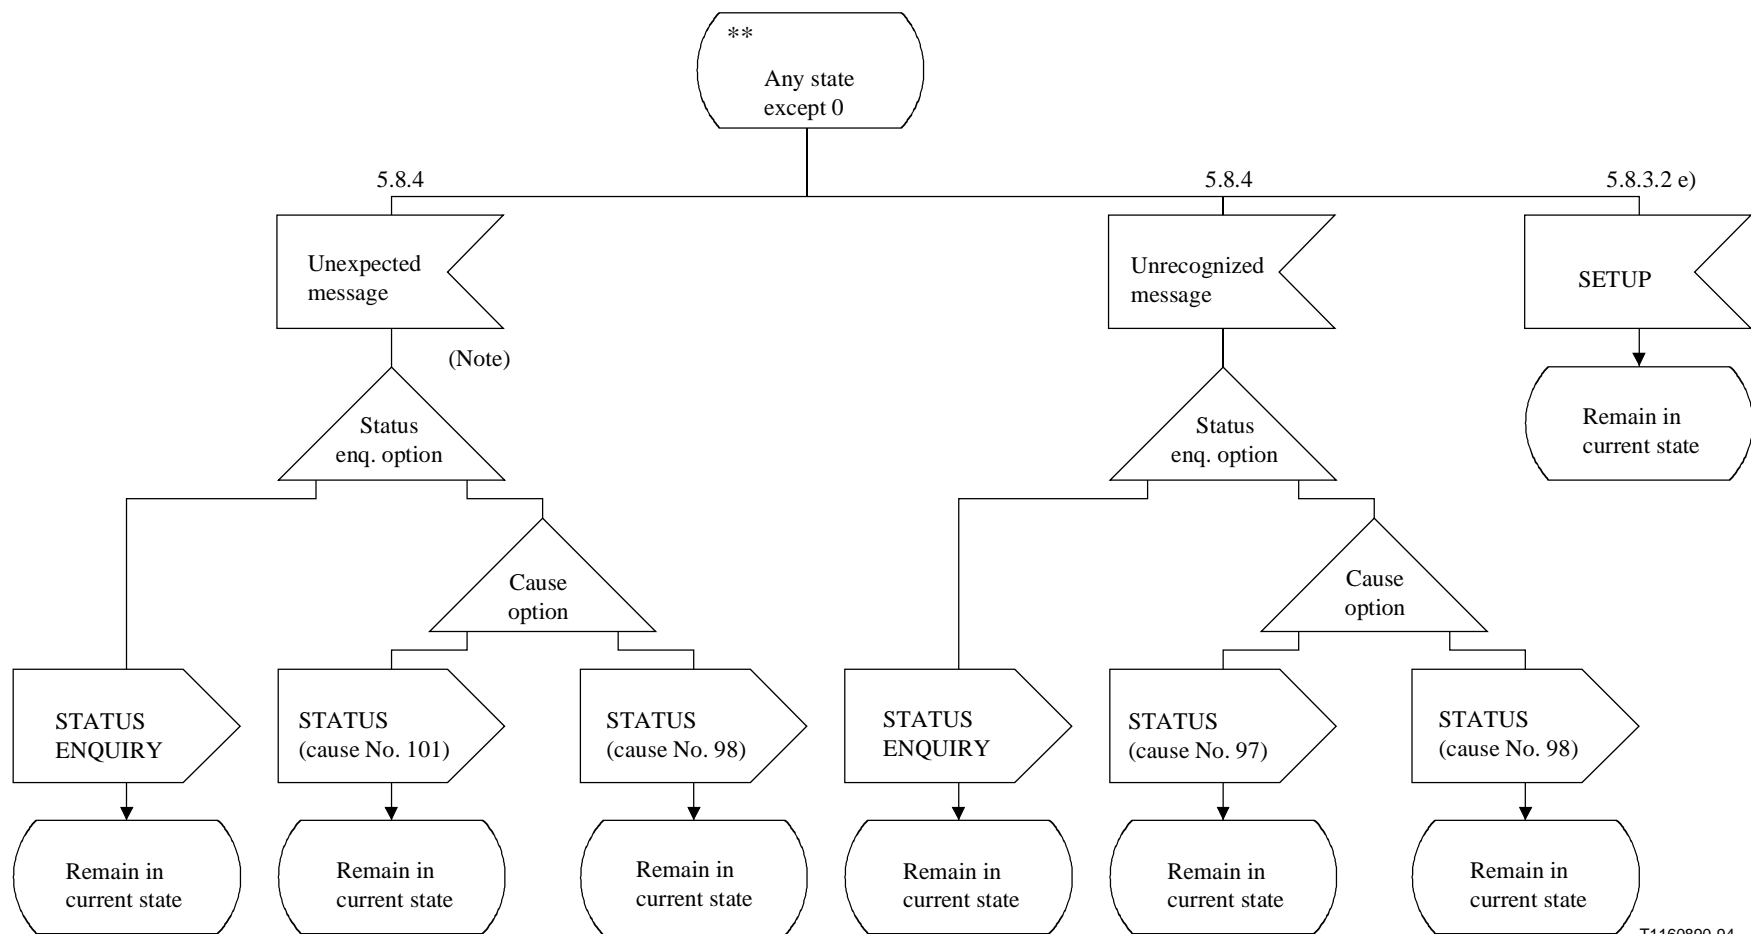 **
Any state
except 0
5.8.4
5.8.4
5.8.3.2 e)
Unexpected
message
Unrecognized
message
SETUP
(Note)
Status
enq. option
Status
enq. option
Remain in
current state
Cause
option
Cause
option
STATUS
ENQUIRY
STATUS
(cause No. 101)
STATUS
(cause No. 98)
STATUS
ENQUIRY
STATUS
(cause No. 97)
STATUS
(cause No. 98)
Remain in
current state
Remain in
current state
Remain in
current state
Remain in
current state
Remain in
current state
Remain in
current state
T1160890-94